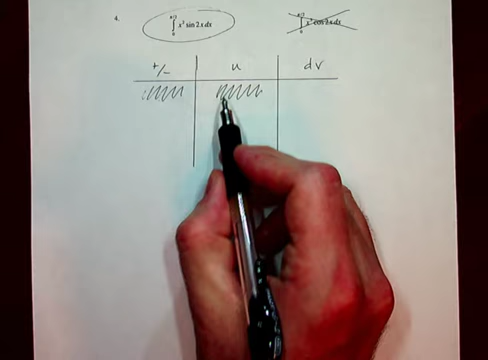 4. ∫₀^{π/2} x² sin 2x dx ∫₀^{π/2} x² cos 2x dx
+/- u dv